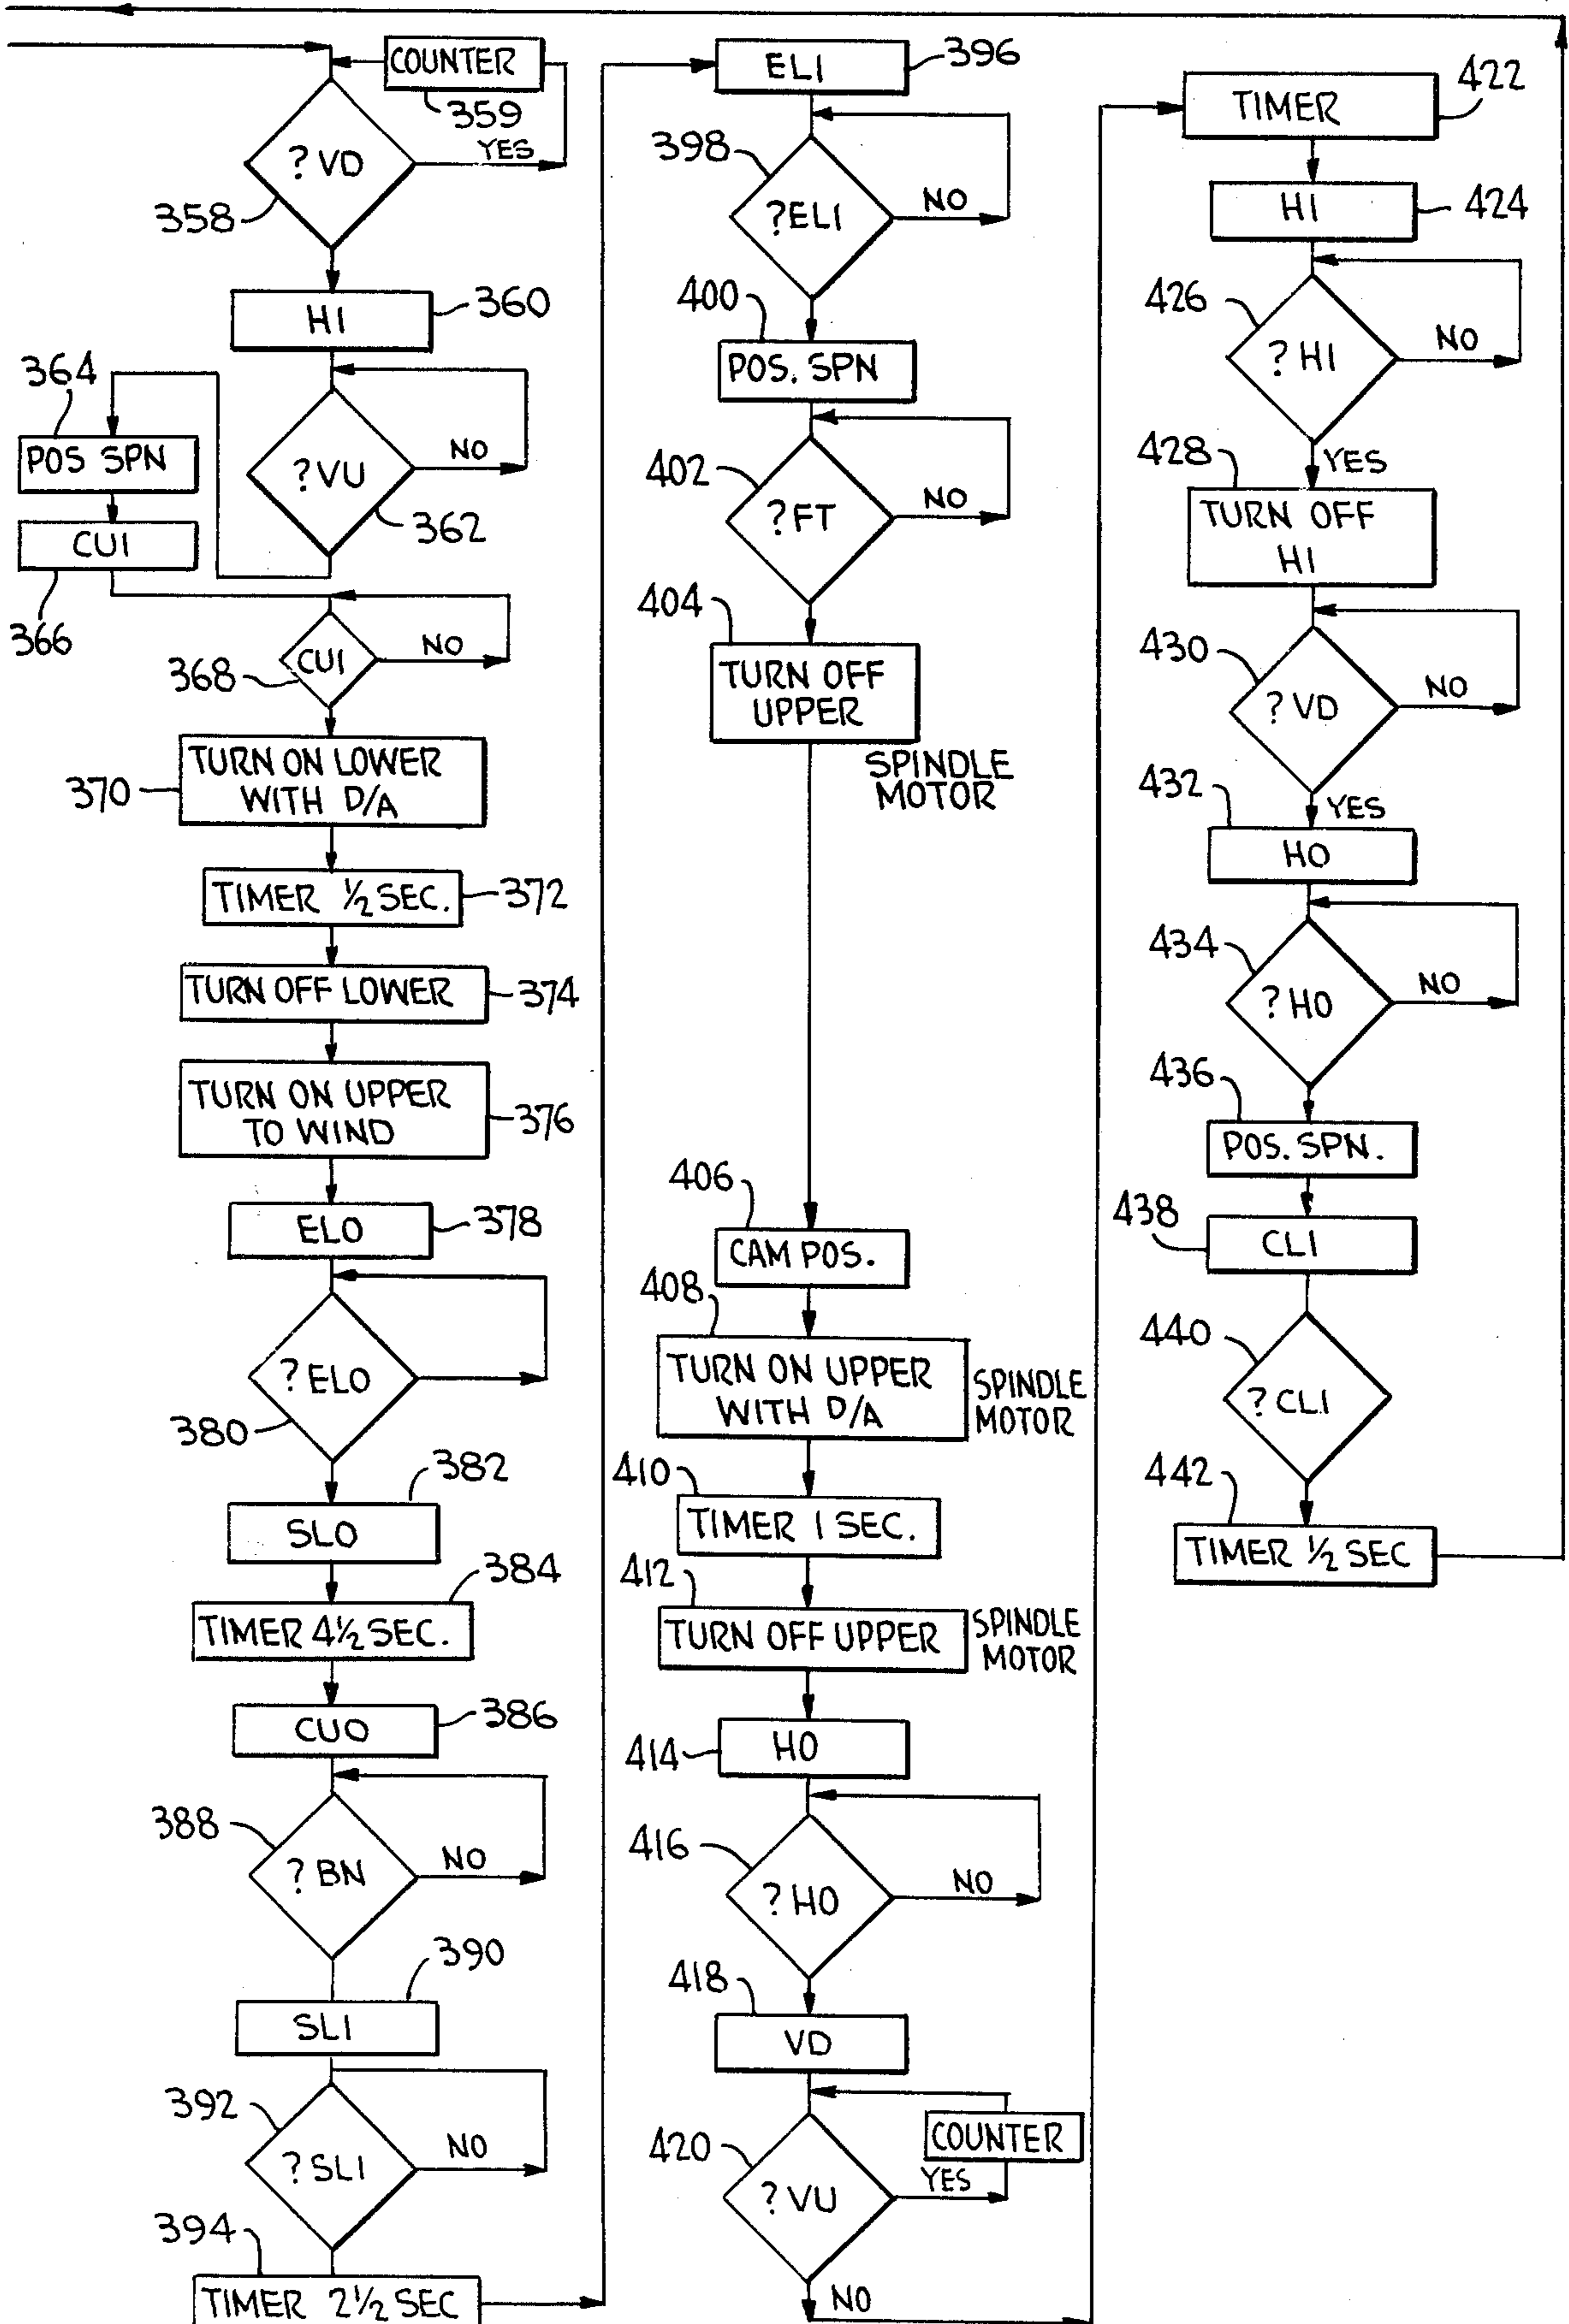 COUNTER
359
? VD
YES
358
HI
360
364
POS SPN
? VU
NO
362
CUI
366
CUI
NO
368
TURN ON LOWER
WITH D/A
370
TIMER ½ SEC.
372
TURN OFF LOWER
374
TURN ON UPPER
TO WIND
376
ELO
378
? ELO
380
382
SLO
384
TIMER 4½ SEC.
CUO
386
388
? BN
NO
390
SLI
392
? SLI
NO
394
TIMER 2½ SEC
ELI
396
398
?ELI
NO
400
POS. SPN
402
?FT
NO
404
TURN OFF
UPPER
SPINDLE
MOTOR
406
CAM POS.
408
TURN ON UPPER
WITH D/A
SPINDLE
MOTOR
410
TIMER 1 SEC.
412
TURN OFF UPPER
SPINDLE
MOTOR
414
HO
416
? HO
NO
418
VD
COUNTER
420
? VU
YES
NO
422
TIMER
HI
424
426
? HI
NO
YES
428
TURN OFF
HI
430
? VD
NO
432
YES
HO
434
? HO
NO
436
POS. SPN.
438
CLI
440
? CLI
442
TIMER ½ SEC